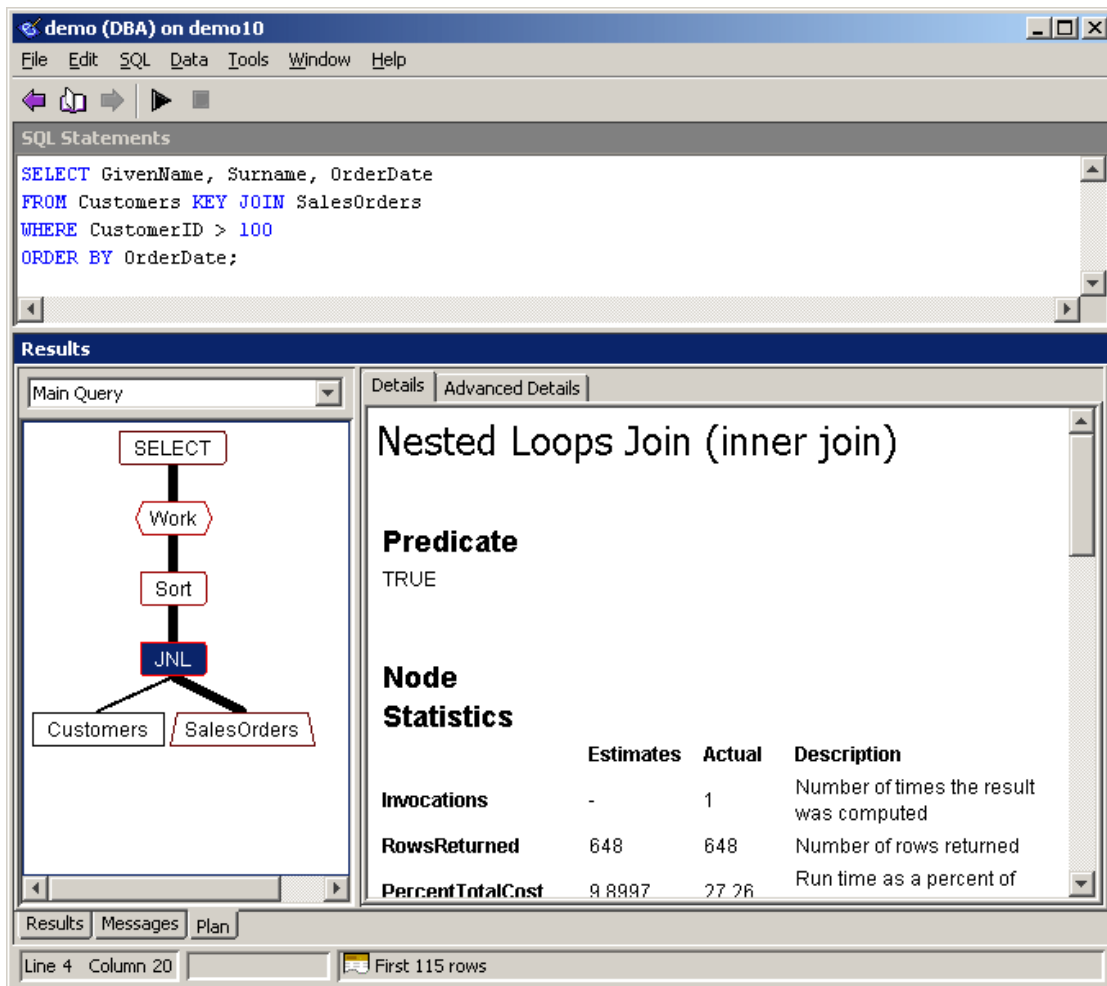 demo (DBA) on demo10
File Edit SQL Data Tools Window Help
SQL Statements
SELECT GivenName, Surname, OrderDate
FROM Customers KEY JOIN SalesOrders
WHERE CustomerID > 100
ORDER BY OrderDate;
Results
Main Query
SELECT
Work
Sort
JNL
Customers SalesOrders
Details Advanced Details
Nested Loops Join (inner join)
Predicate
TRUE
Node
Statistics
Estimates Actual Description
Invocations - 1 Number of times the result
was computed
RowsReturned 648 648 Number of rows returned
PercentTotalCost 9.8997 27.26 Run time as a percent of
Results Messages Plan
Line 4 Column 20 First 115 rows